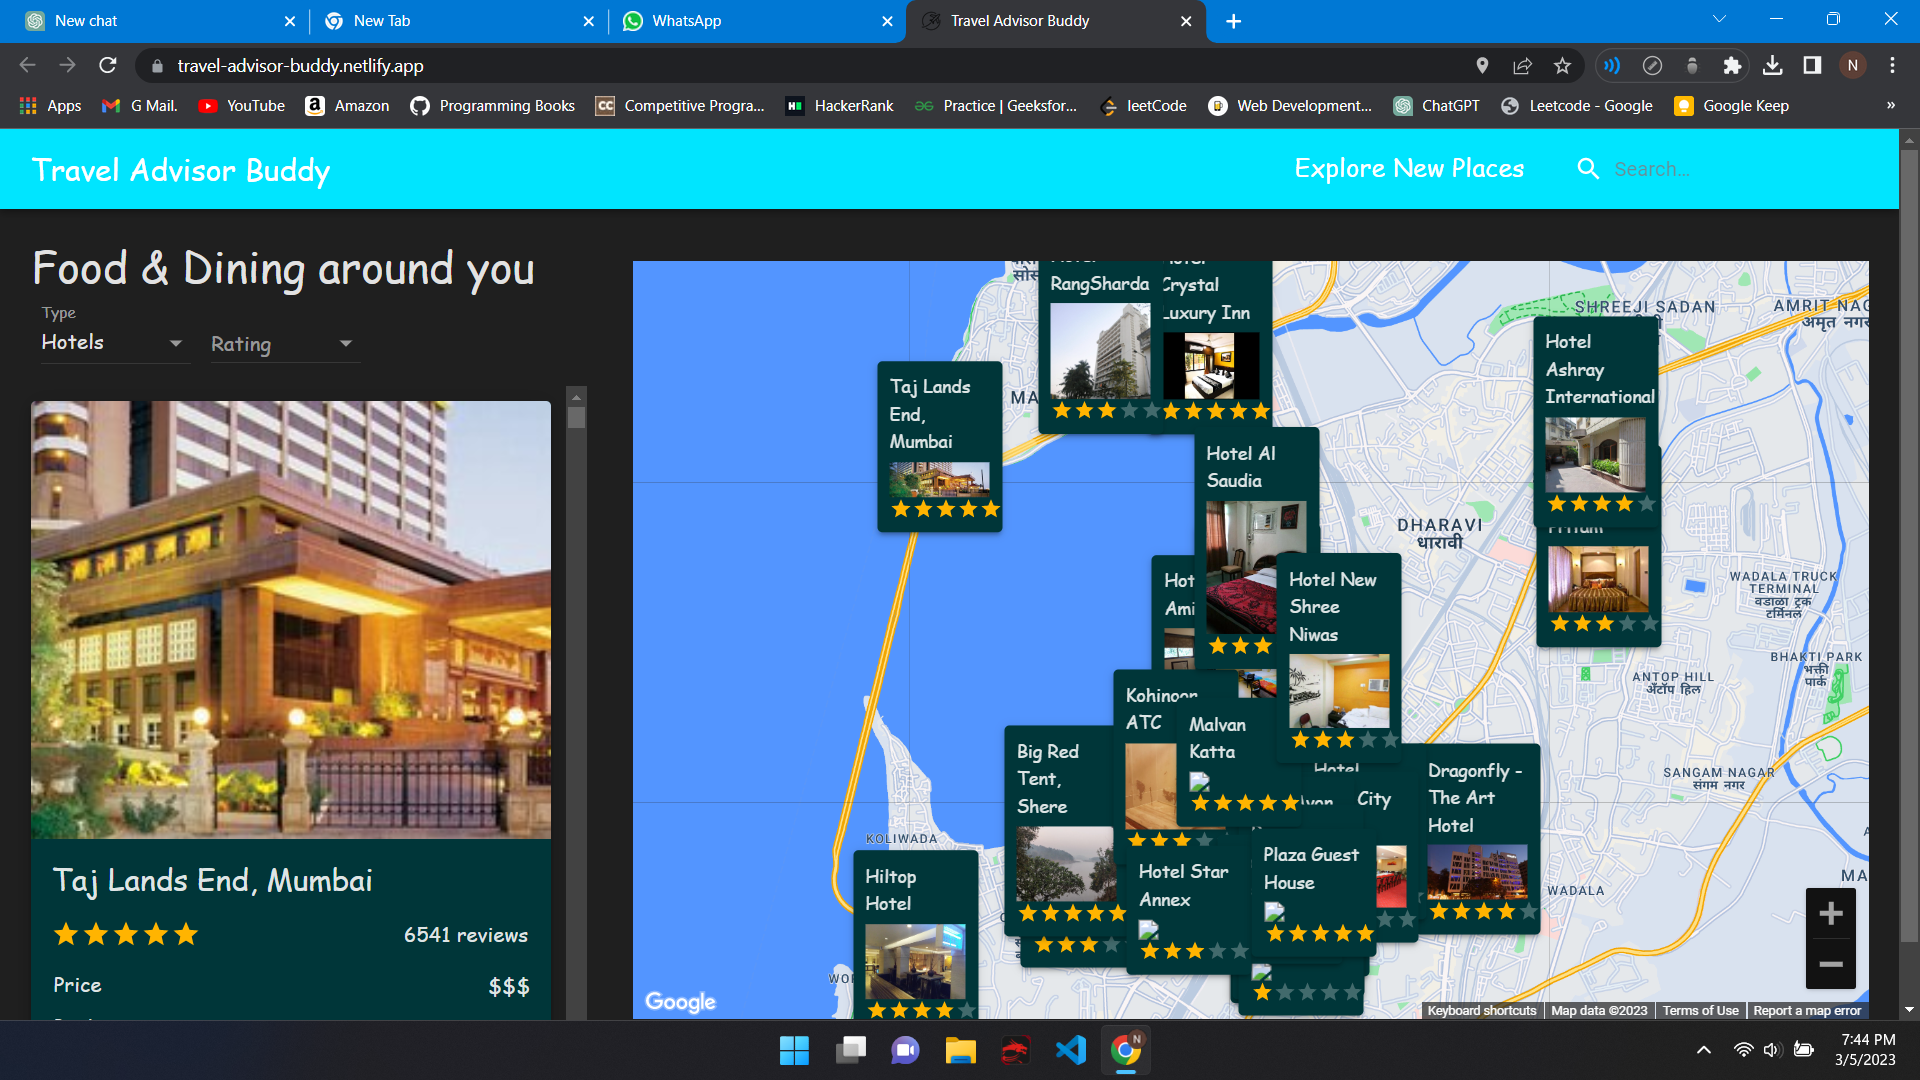 New chat
New Tab
WhatsApp
Travel Advisor Buddy
travel-advisor-buddy.netlify.app
N
Apps
G Mail.
YouTube
Amazon
Programming Books
Competitive Progra...
HackerRank
Practice | Geeksfor...
leetCode
Web Development...
ChatGPT
Leetcode - Google
Google Keep
»
Travel Advisor Buddy
Explore New Places
Search...
Food & Dining around you
Type
Hotels
Rating
Taj Lands End, Mumbai
6541 reviews
Price
$$$
RangSharda
Crystal
Luxury Inn
Taj Lands
End,
Mumbai
MA
Hotel Al
Saudia
Hotel
Ashray
International
SHREEJI SADAN
AMRIT NAG
अमृत नगर
DHARAVI
धारावी
Hot
Ami
Hotel New
Shree
Niwas
WADALA TRUCK
TERMINAL
वडाळा ट्रक
टर्मिनल
BHAKTI PARK
भक्ती
पार्क
ANTOP HILL
अँटॉप हिल
Kohinoor
ATC
Malvan
Katta
Big Red
Tent,
Shere
Hotel
City
Dragonfly -
The Art
Hotel
SANGAM NAGAR
संगम नगर
KOLIWADA
Hiltop
Hotel
Hotel Star
Annex
Plaza Guest
House
WADALA
MA
WO
Google
Keyboard shortcuts
Map data ©2023
Terms of Use
Report a map error
N
7:44 PM
3/5/2023